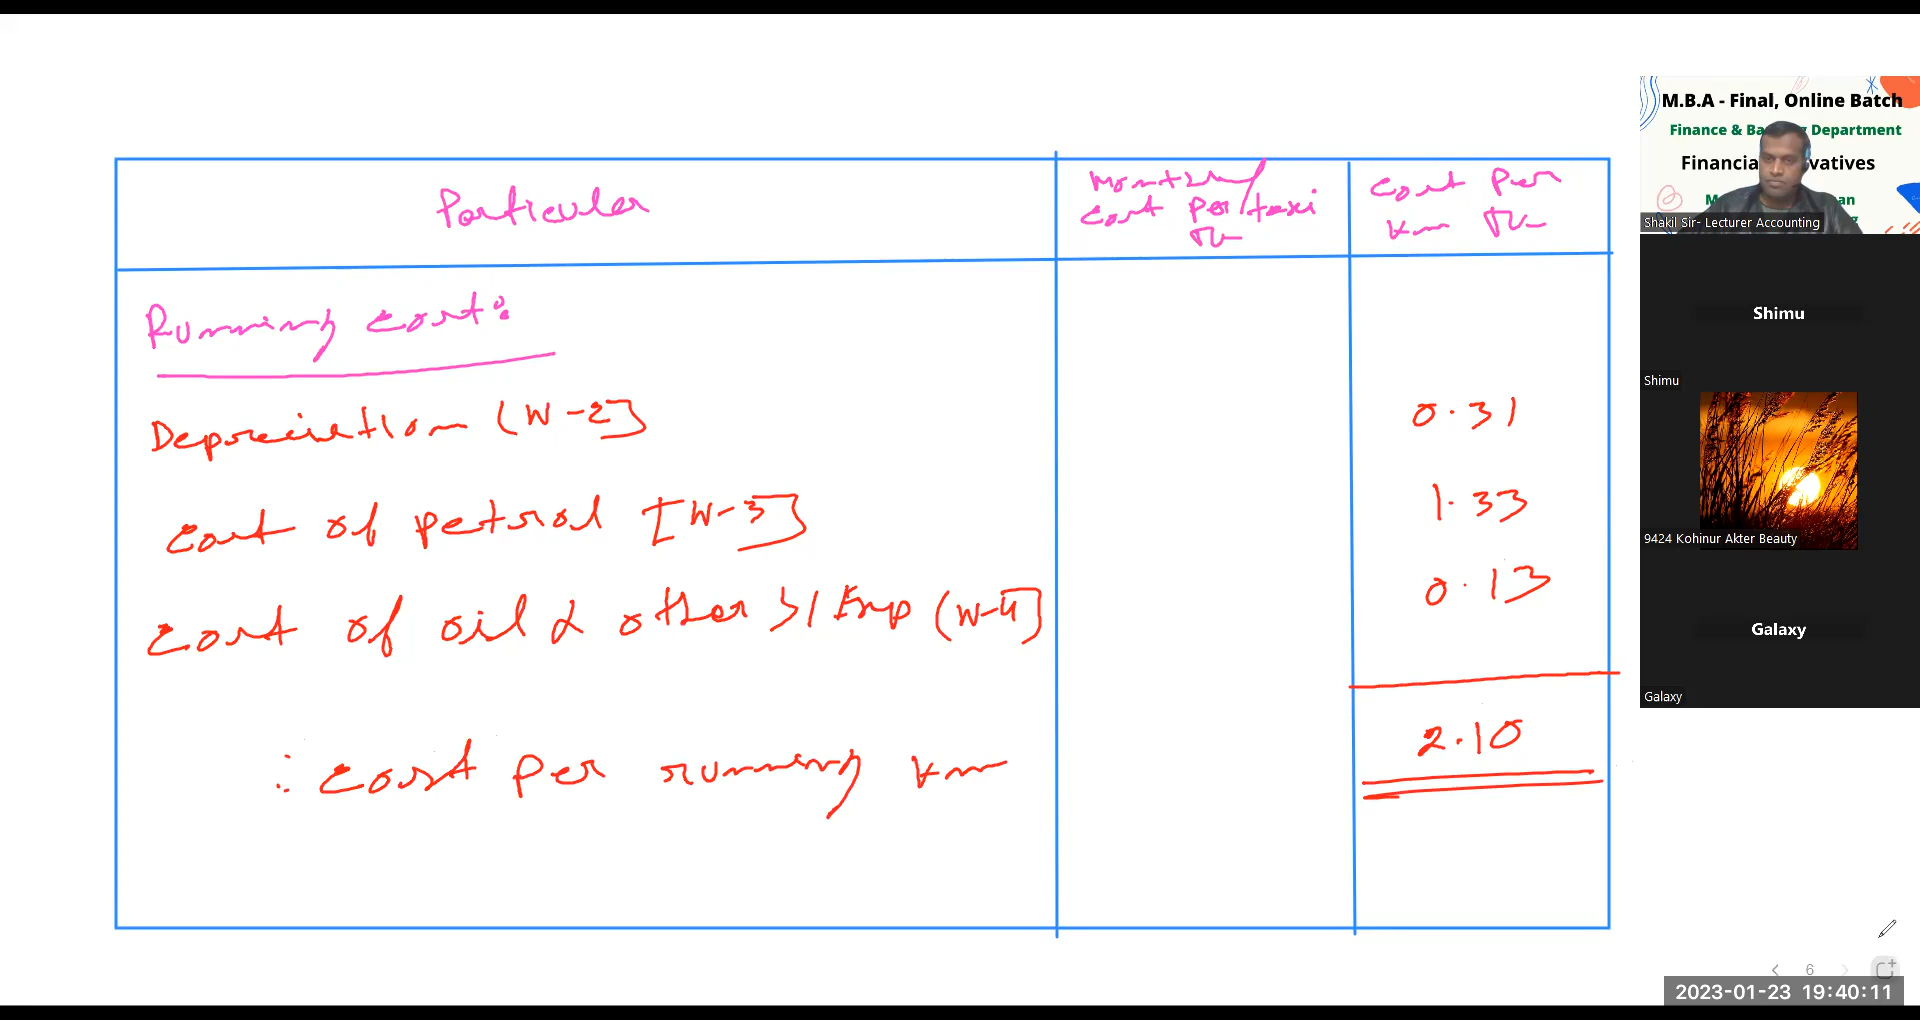 Particular
Monthly
cost per/taxi
Tk
cost per
km Tk
Running cost:
Depreciation (W-2]
0.31
cost of petrol [W-3]
1.33
cost of oil & other Exp (W-4]
0.13
∴ cost per running km
2.10
M.B.A - Final, Online Batch
Finance & Ba Department
Financia vatives
M an
Shakil Sir- Lecturer Accounting
Shimu
Shimu
9424 Kohinur Akter Beauty
Galaxy
Galaxy
6
2023-01-23 19:40:11